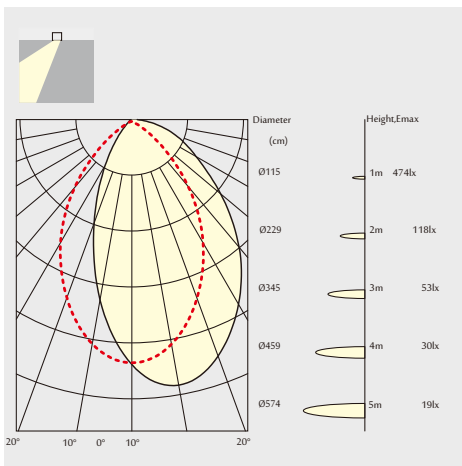 Diameter Height,Emax
(cm)
Ø115 1m 474lx
Ø229 2m 118lx
Ø345 3m 53lx
Ø459 4m 30lx
Ø574 5m 19lx
20° 10° 0° 10° 20°